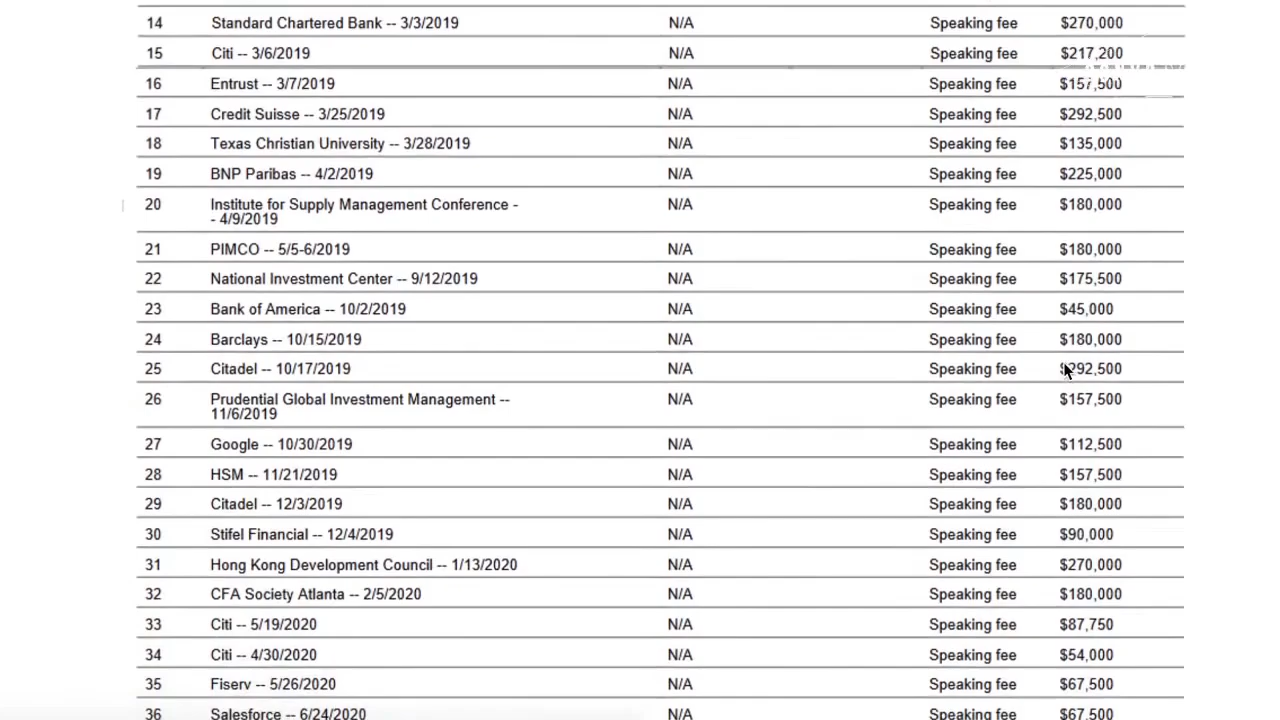 14 Standard Chartered Bank -- 3/3/2019 N/A Speaking fee $270,000
15 Citi -- 3/6/2019 N/A Speaking fee $217,200
16 Entrust -- 3/7/2019 N/A Speaking fee $157,500
17 Credit Suisse -- 3/25/2019 N/A Speaking fee $292,500
18 Texas Christian University -- 3/28/2019 N/A Speaking fee $135,000
19 BNP Paribas -- 4/2/2019 N/A Speaking fee $225,000
20 Institute for Supply Management Conference - N/A Speaking fee $180,000
- 4/9/2019
21 PIMCO -- 5/5-6/2019 N/A Speaking fee $180,000
22 National Investment Center -- 9/12/2019 N/A Speaking fee $175,500
23 Bank of America -- 10/2/2019 N/A Speaking fee $45,000
24 Barclays -- 10/15/2019 N/A Speaking fee $180,000
25 Citadel -- 10/17/2019 N/A Speaking fee $292,500
26 Prudential Global Investment Management -- N/A Speaking fee $157,500
11/6/2019
27 Google -- 10/30/2019 N/A Speaking fee $112,500
28 HSM -- 11/21/2019 N/A Speaking fee $157,500
29 Citadel -- 12/3/2019 N/A Speaking fee $180,000
30 Stifel Financial -- 12/4/2019 N/A Speaking fee $90,000
31 Hong Kong Development Council -- 1/13/2020 N/A Speaking fee $270,000
32 CFA Society Atlanta -- 2/5/2020 N/A Speaking fee $180,000
33 Citi -- 5/19/2020 N/A Speaking fee $87,750
34 Citi -- 4/30/2020 N/A Speaking fee $54,000
35 Fiserv -- 5/26/2020 N/A Speaking fee $67,500
36 Salesforce -- 6/24/2020 N/A Speaking fee $67,500